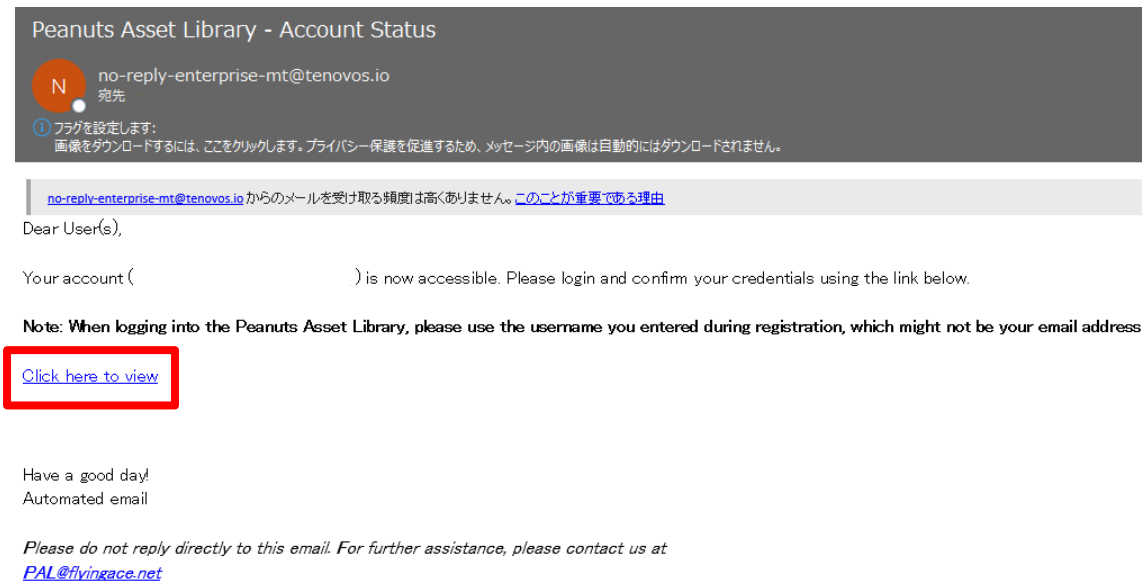 Peanuts Asset Library - Account Status
N
no-reply-enterprise-mt@tenovos.io
宛先
フラグを設定します:
画像をダウンロードするには、ここをクリックします。プライバシー保護を促進するため、メッセージ内の画像は自動的にはダウンロードされません。
no-reply-enterprise-mt@tenovos.io からのメールを受け取る頻度は高くありません。このことが重要である理由
Dear User(s),
Your account ( ) is now accessible. Please login and confirm your credentials using the link below.
Note: When logging into the Peanuts Asset Library, please use the username you entered during registration, which might not be your email address
Click here to view
Have a good day!
Automated email
Please do not reply directly to this email. For further assistance, please contact us at
PAL@flyingace.net